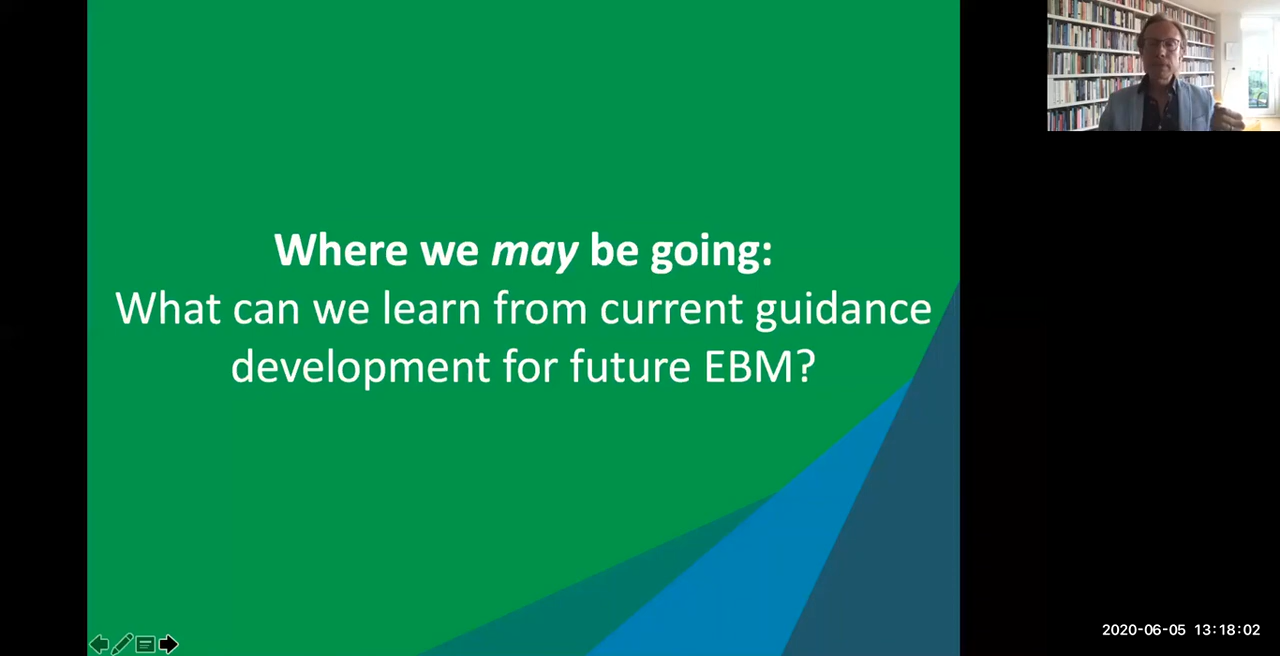 Where we may be going:
What can we learn from current guidance
development for future EBM?
2020-06-05 13:18:02